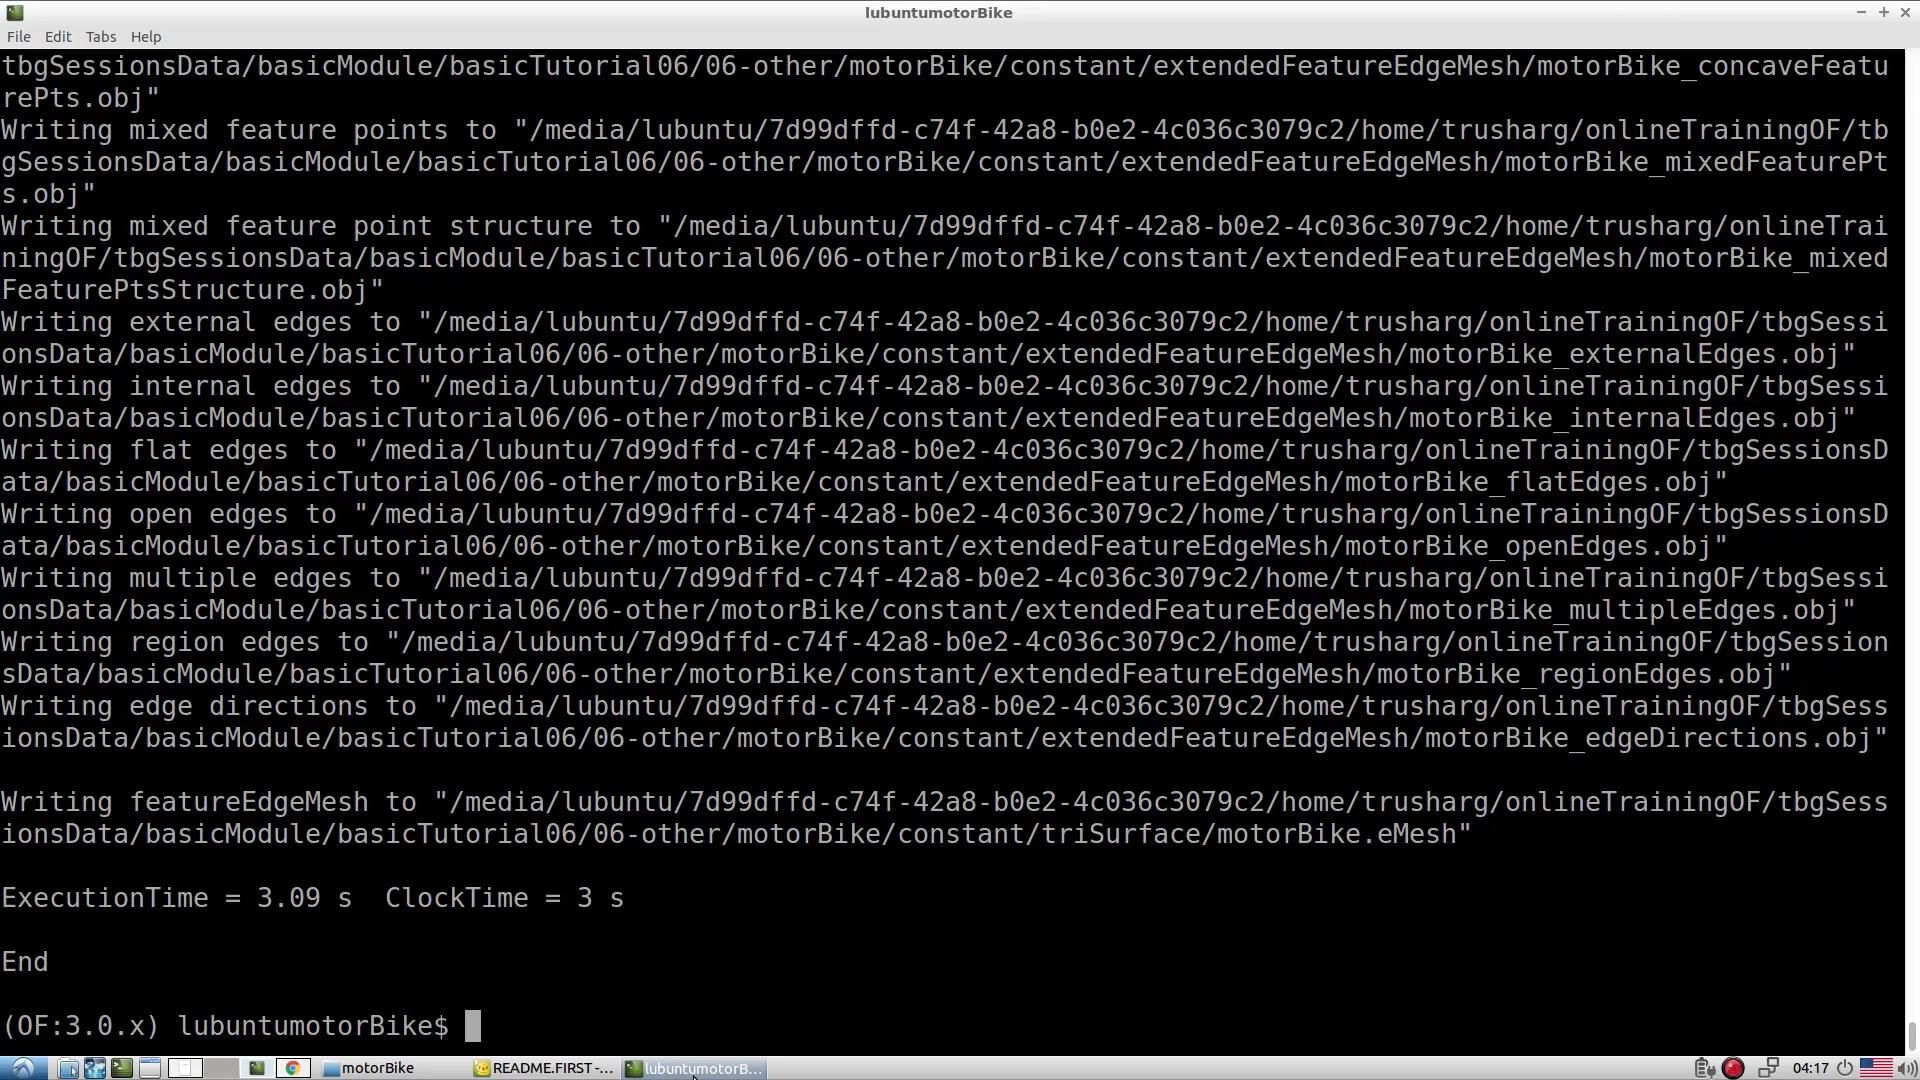 lubuntumotorBike
File Edit Tabs Help
tbgSessionsData/basicModule/basicTutorial06/06-other/motorBike/constant/extendedFeatureEdgeMesh/motorBike_concaveFeatu
rePts.obj"
Writing mixed feature points to "/media/lubuntu/7d99dffd-c74f-42a8-b0e2-4c036c3079c2/home/trusharg/onlineTrainingOF/tb
gSessionsData/basicModule/basicTutorial06/06-other/motorBike/constant/extendedFeatureEdgeMesh/motorBike_mixedFeaturePt
s.obj"
Writing mixed feature point structure to "/media/lubuntu/7d99dffd-c74f-42a8-b0e2-4c036c3079c2/home/trusharg/onlineTrai
ningOF/tbgSessionsData/basicModule/basicTutorial06/06-other/motorBike/constant/extendedFeatureEdgeMesh/motorBike_mixed
FeaturePtsStructure.obj"
Writing external edges to "/media/lubuntu/7d99dffd-c74f-42a8-b0e2-4c036c3079c2/home/trusharg/onlineTrainingOF/tbgSessi
onsData/basicModule/basicTutorial06/06-other/motorBike/constant/extendedFeatureEdgeMesh/motorBike_externalEdges.obj"
Writing internal edges to "/media/lubuntu/7d99dffd-c74f-42a8-b0e2-4c036c3079c2/home/trusharg/onlineTrainingOF/tbgSessi
onsData/basicModule/basicTutorial06/06-other/motorBike/constant/extendedFeatureEdgeMesh/motorBike_internalEdges.obj"
Writing flat edges to "/media/lubuntu/7d99dffd-c74f-42a8-b0e2-4c036c3079c2/home/trusharg/onlineTrainingOF/tbgSessionsD
ata/basicModule/basicTutorial06/06-other/motorBike/constant/extendedFeatureEdgeMesh/motorBike_flatEdges.obj"
Writing open edges to "/media/lubuntu/7d99dffd-c74f-42a8-b0e2-4c036c3079c2/home/trusharg/onlineTrainingOF/tbgSessionsD
ata/basicModule/basicTutorial06/06-other/motorBike/constant/extendedFeatureEdgeMesh/motorBike_openEdges.obj"
Writing multiple edges to "/media/lubuntu/7d99dffd-c74f-42a8-b0e2-4c036c3079c2/home/trusharg/onlineTrainingOF/tbgSessi
onsData/basicModule/basicTutorial06/06-other/motorBike/constant/extendedFeatureEdgeMesh/motorBike_multipleEdges.obj"
Writing region edges to "/media/lubuntu/7d99dffd-c74f-42a8-b0e2-4c036c3079c2/home/trusharg/onlineTrainingOF/tbgSession
sData/basicModule/basicTutorial06/06-other/motorBike/constant/extendedFeatureEdgeMesh/motorBike_regionEdges.obj"
Writing edge directions to "/media/lubuntu/7d99dffd-c74f-42a8-b0e2-4c036c3079c2/home/trusharg/onlineTrainingOF/tbgSess
ionsData/basicModule/basicTutorial06/06-other/motorBike/constant/extendedFeatureEdgeMesh/motorBike_edgeDirections.obj"
Writing featureEdgeMesh to "/media/lubuntu/7d99dffd-c74f-42a8-b0e2-4c036c3079c2/home/trusharg/onlineTrainingOF/tbgSess
ionsData/basicModule/basicTutorial06/06-other/motorBike/constant/triSurface/motorBike.eMesh"
ExecutionTime = 3.09 s  ClockTime = 3 s
End
(OF:3.0.x) lubuntumotorBike$
motorBike README.FIRST -... lubuntumotorB... 04:17